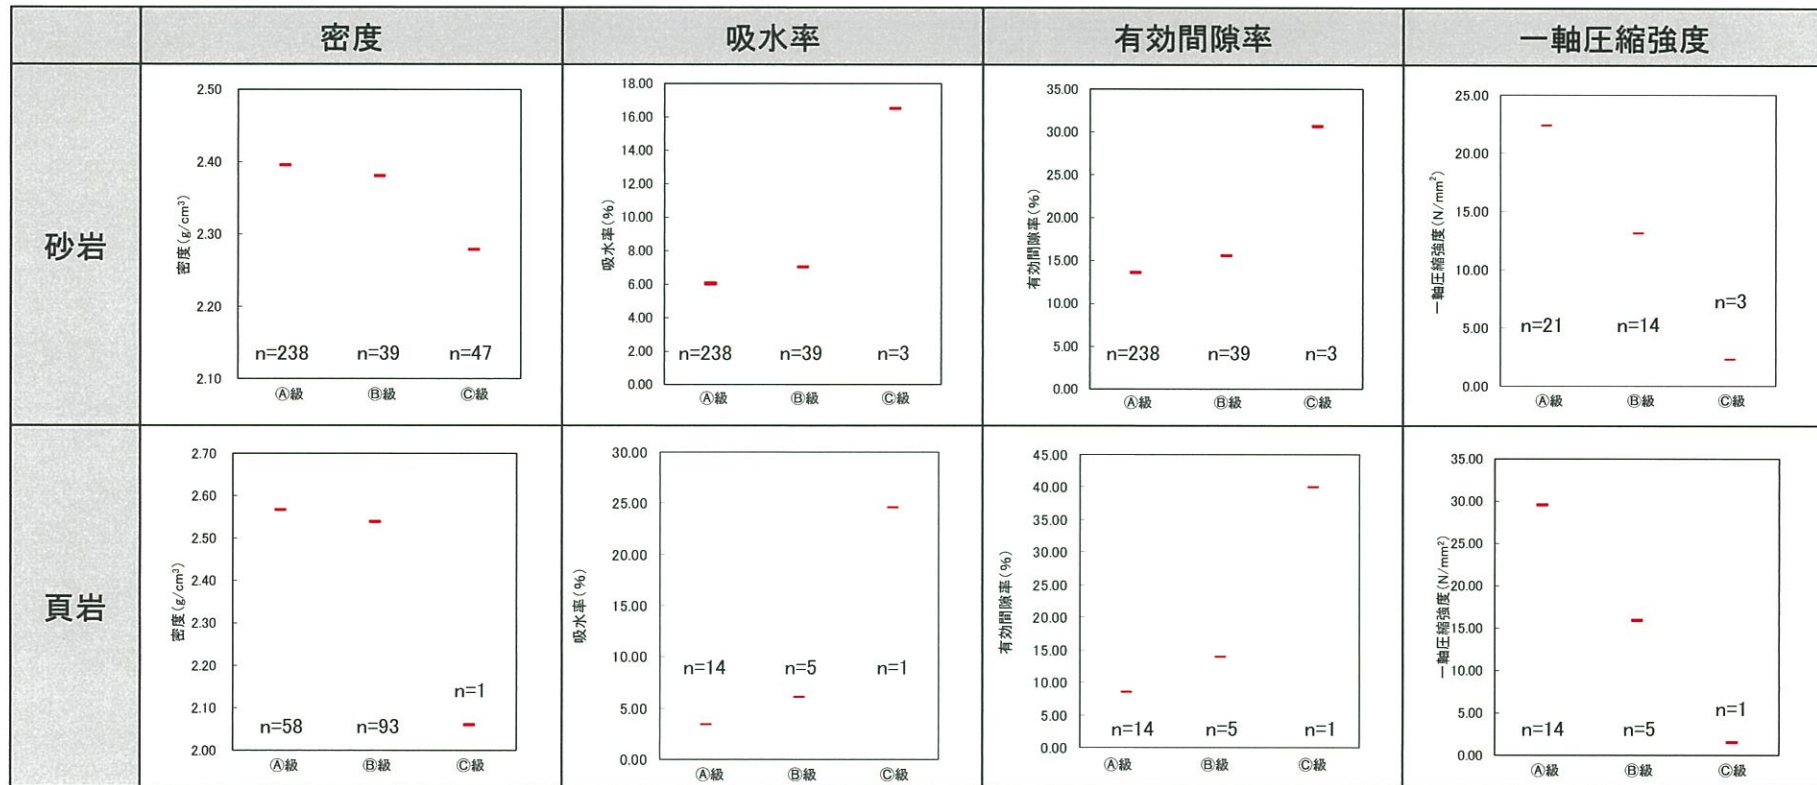 密度
吸水率
有効間隙率
一軸圧縮強度
砂岩
密度(g/cm³)
2.50
2.40
2.30
2.20
2.10
n=238
n=39
n=47
Ⓐ級
Ⓑ級
Ⓒ級
吸水率(%)
18.00
16.00
14.00
12.00
10.00
8.00
6.00
4.00
2.00
0.00
n=238
n=39
n=3
Ⓐ級
Ⓑ級
Ⓒ級
有効間隙率(%)
35.00
30.00
25.00
20.00
15.00
10.00
5.00
0.00
n=238
n=39
n=3
Ⓐ級
Ⓑ級
Ⓒ級
一軸圧縮強度(N/mm²)
25.00
20.00
15.00
10.00
5.00
0.00
n=21
n=14
n=3
Ⓐ級
Ⓑ級
Ⓒ級
頁岩
密度(g/cm³)
2.70
2.60
2.50
2.40
2.30
2.20
2.10
2.00
n=58
n=93
n=1
Ⓐ級
Ⓑ級
Ⓒ級
吸水率(%)
30.00
25.00
20.00
15.00
10.00
5.00
0.00
n=14
n=5
n=1
Ⓐ級
Ⓑ級
Ⓒ級
有効間隙率(%)
45.00
40.00
35.00
30.00
25.00
20.00
15.00
10.00
5.00
0.00
n=14
n=5
n=1
Ⓐ級
Ⓑ級
Ⓒ級
一軸圧縮強度(N/mm²)
35.00
30.00
25.00
20.00
15.00
10.00
5.00
0.00
n=14
n=5
n=1
Ⓐ級
Ⓑ級
Ⓒ級